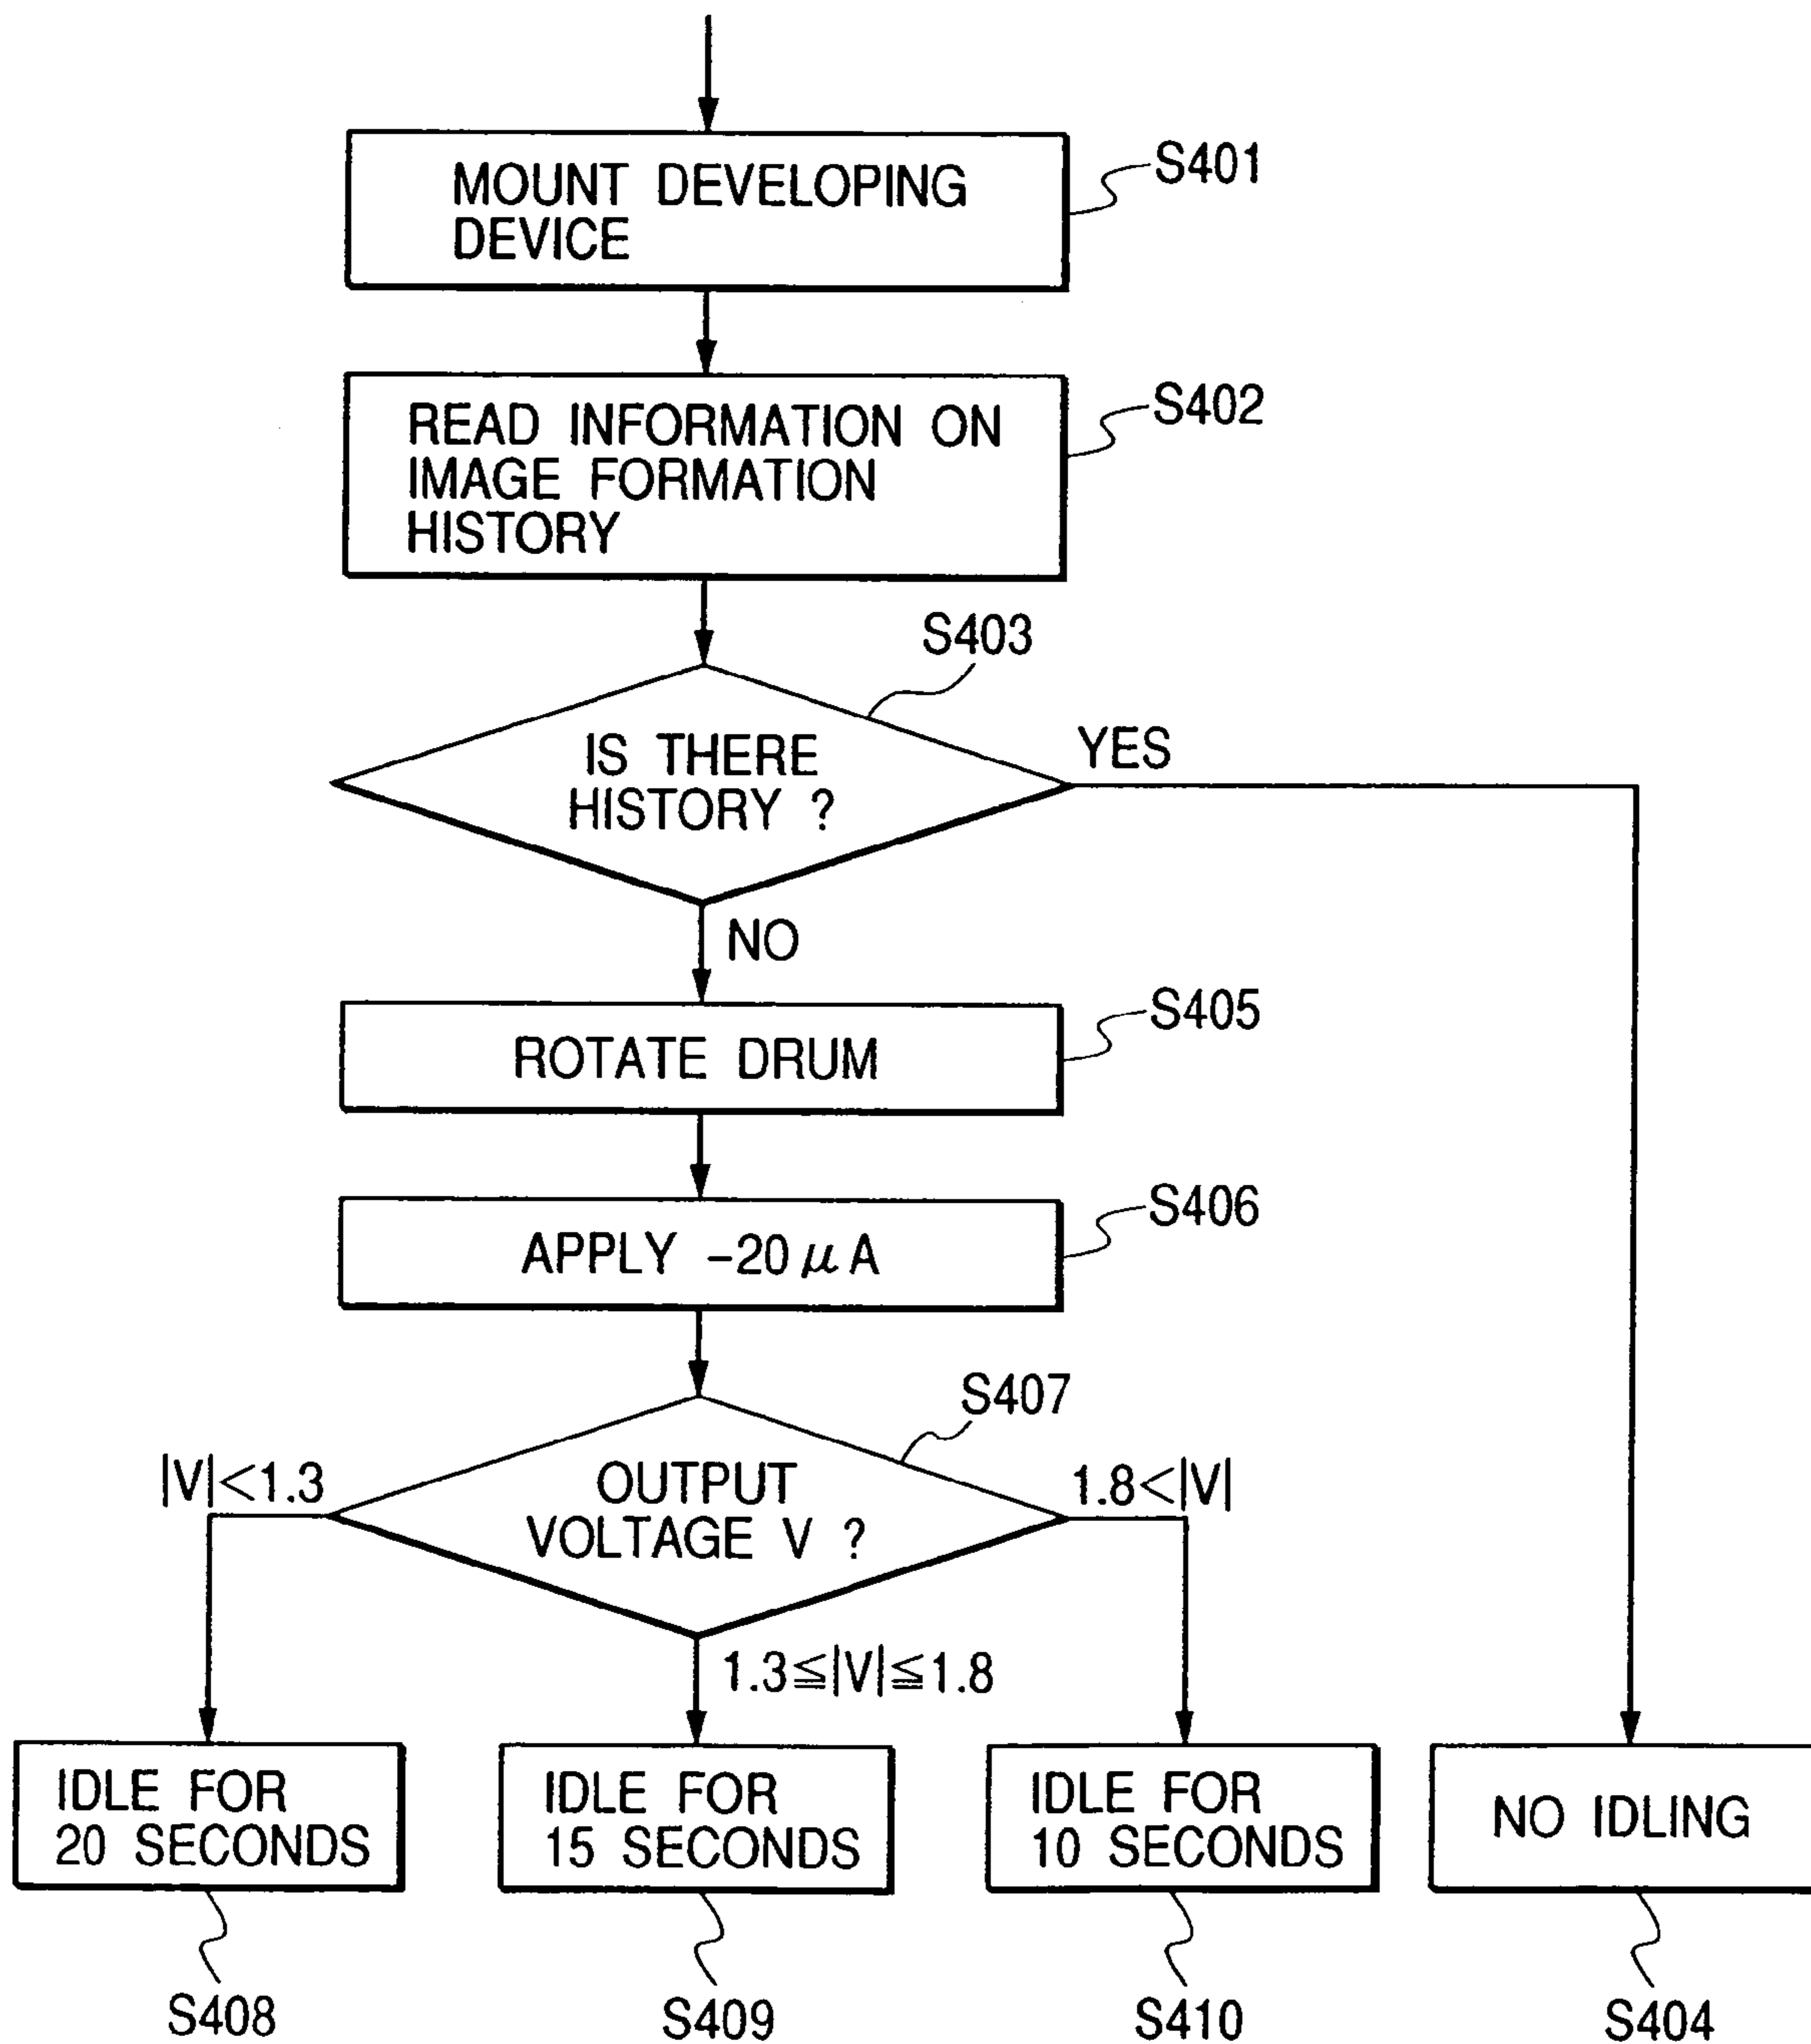 MOUNT DEVELOPING
DEVICE
S401
READ INFORMATION ON
IMAGE FORMATION
HISTORY
S402
S403
IS THERE
HISTORY ?
YES
NO
ROTATE DRUM
S405
APPLY -20μA
S406
S407
OUTPUT
VOLTAGE V ?
|V|<1.3
1.8<|V|
1.3≦|V|≦1.8
IDLE FOR
20 SECONDS
IDLE FOR
15 SECONDS
IDLE FOR
10 SECONDS
NO IDLING
S408
S409
S410
S404